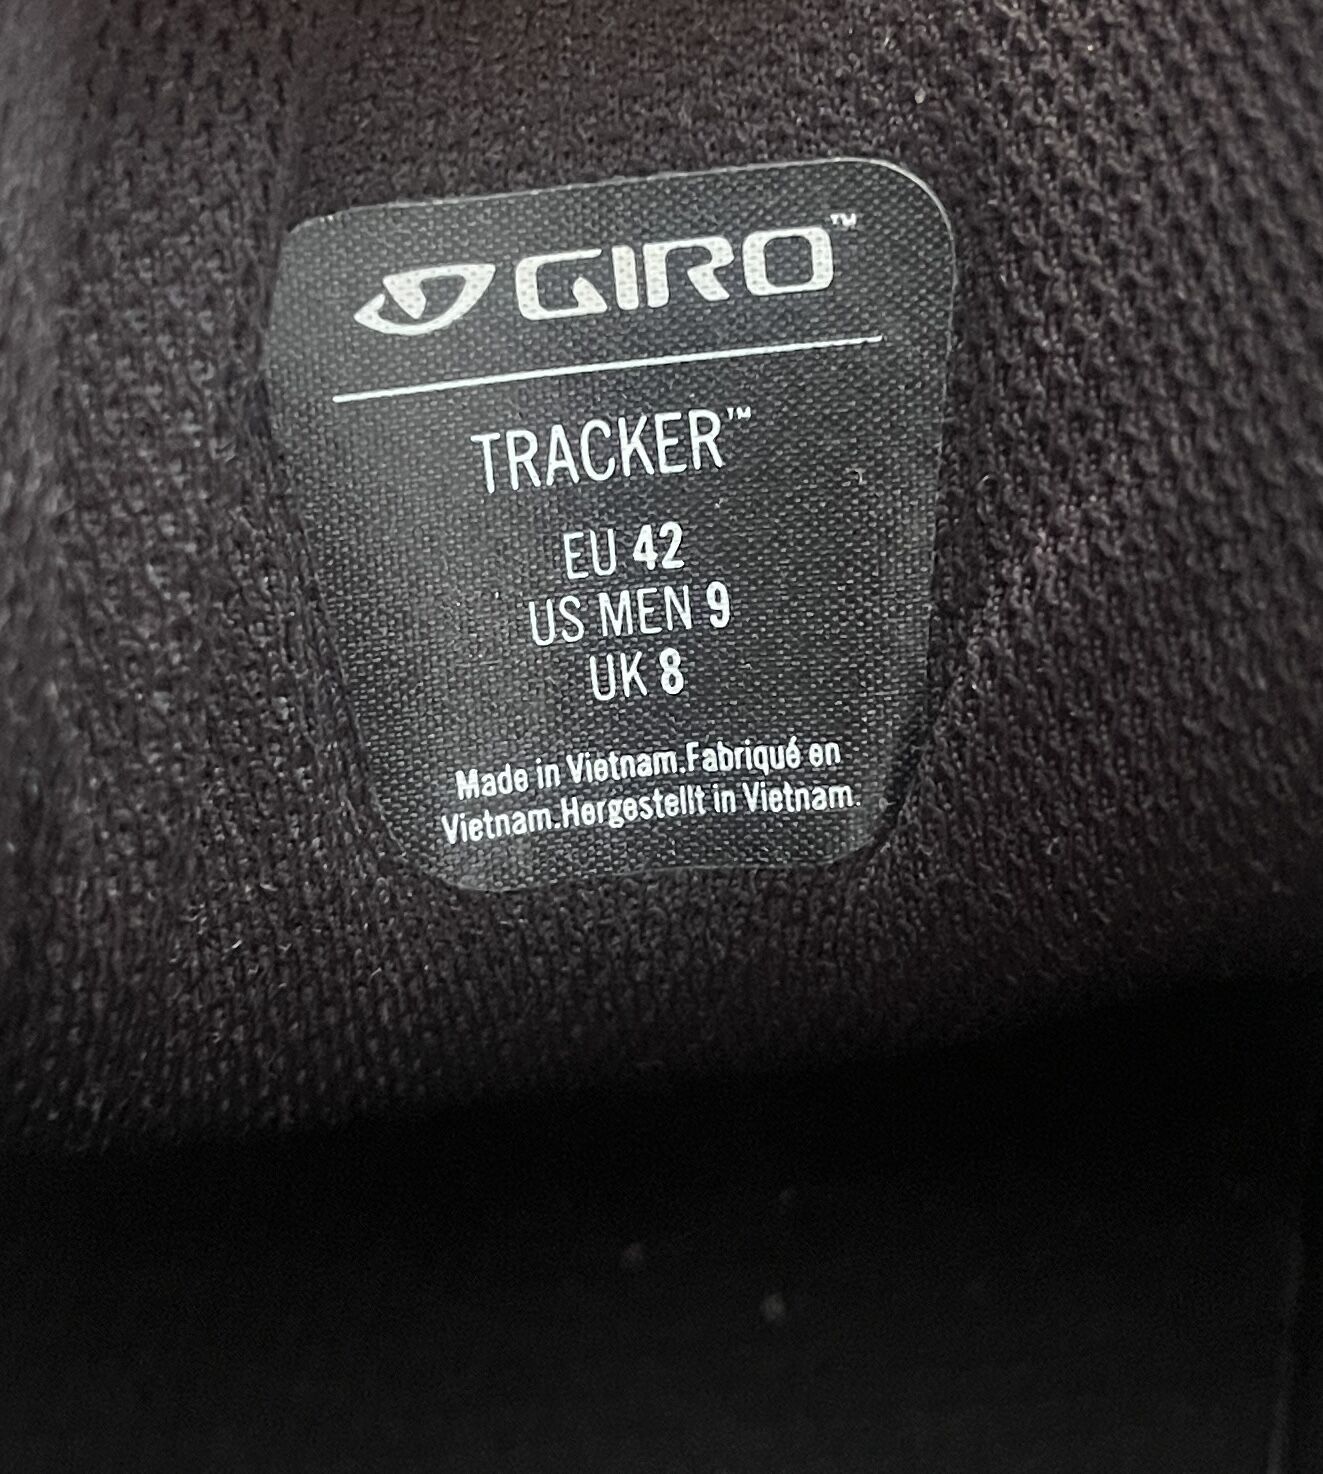 GIRO™
TRACKER™
EU 42
US MEN 9
UK 8
Made in Vietnam.Fabriqué en
Vietnam.Hergestellt in Vietnam.